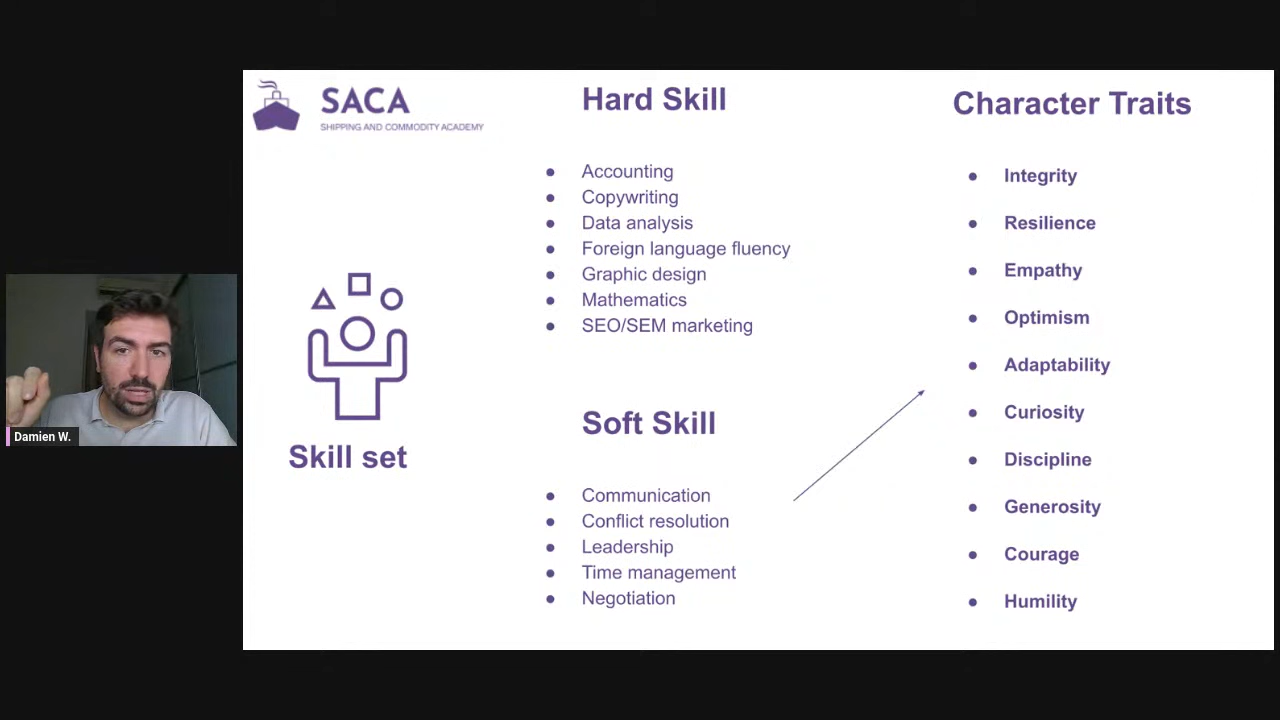 SACA
SHIPPING AND COMMODITY ACADEMY
Skill set
Hard Skill
Accounting
Copywriting
Data analysis
Foreign language fluency
Graphic design
Mathematics
SEO/SEM marketing
Soft Skill
Communication
Conflict resolution
Leadership
Time management
Negotiation
Character Traits
Integrity
Resilience
Empathy
Optimism
Adaptability
Curiosity
Discipline
Generosity
Courage
Humility
Damien W.